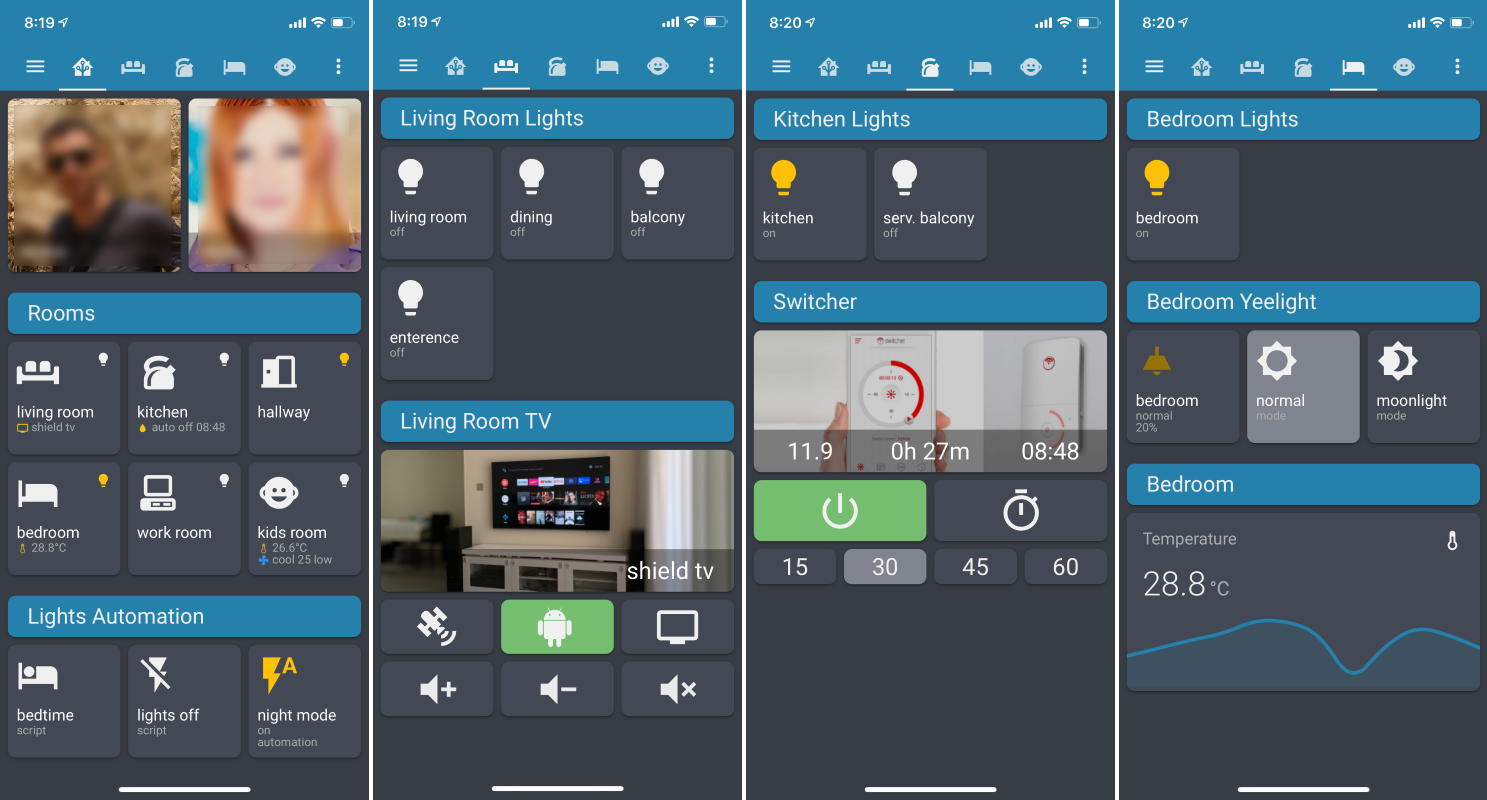 8:19
Rooms
living room
shield tv
kitchen
auto off 08:48
hallway
bedroom
28.8°C
work room
kids room
26.6°C
cool 25 low
Lights Automation
bedtime
script
lights off
script
A
night mode
on
automation
8:19
Living Room Lights
living room
off
dining
off
balcony
off
enterence
off
Living Room TV
shield tv
8:20
Kitchen Lights
kitchen
on
serv. balcony
off
Switcher
switcher
11.9
0h 27m
08:48
15
30
45
60
8:20
Bedroom Lights
bedroom
on
Bedroom Yeelight
bedroom
normal
20%
normal
mode
moonlight
mode
Bedroom
Temperature
28.8 °C